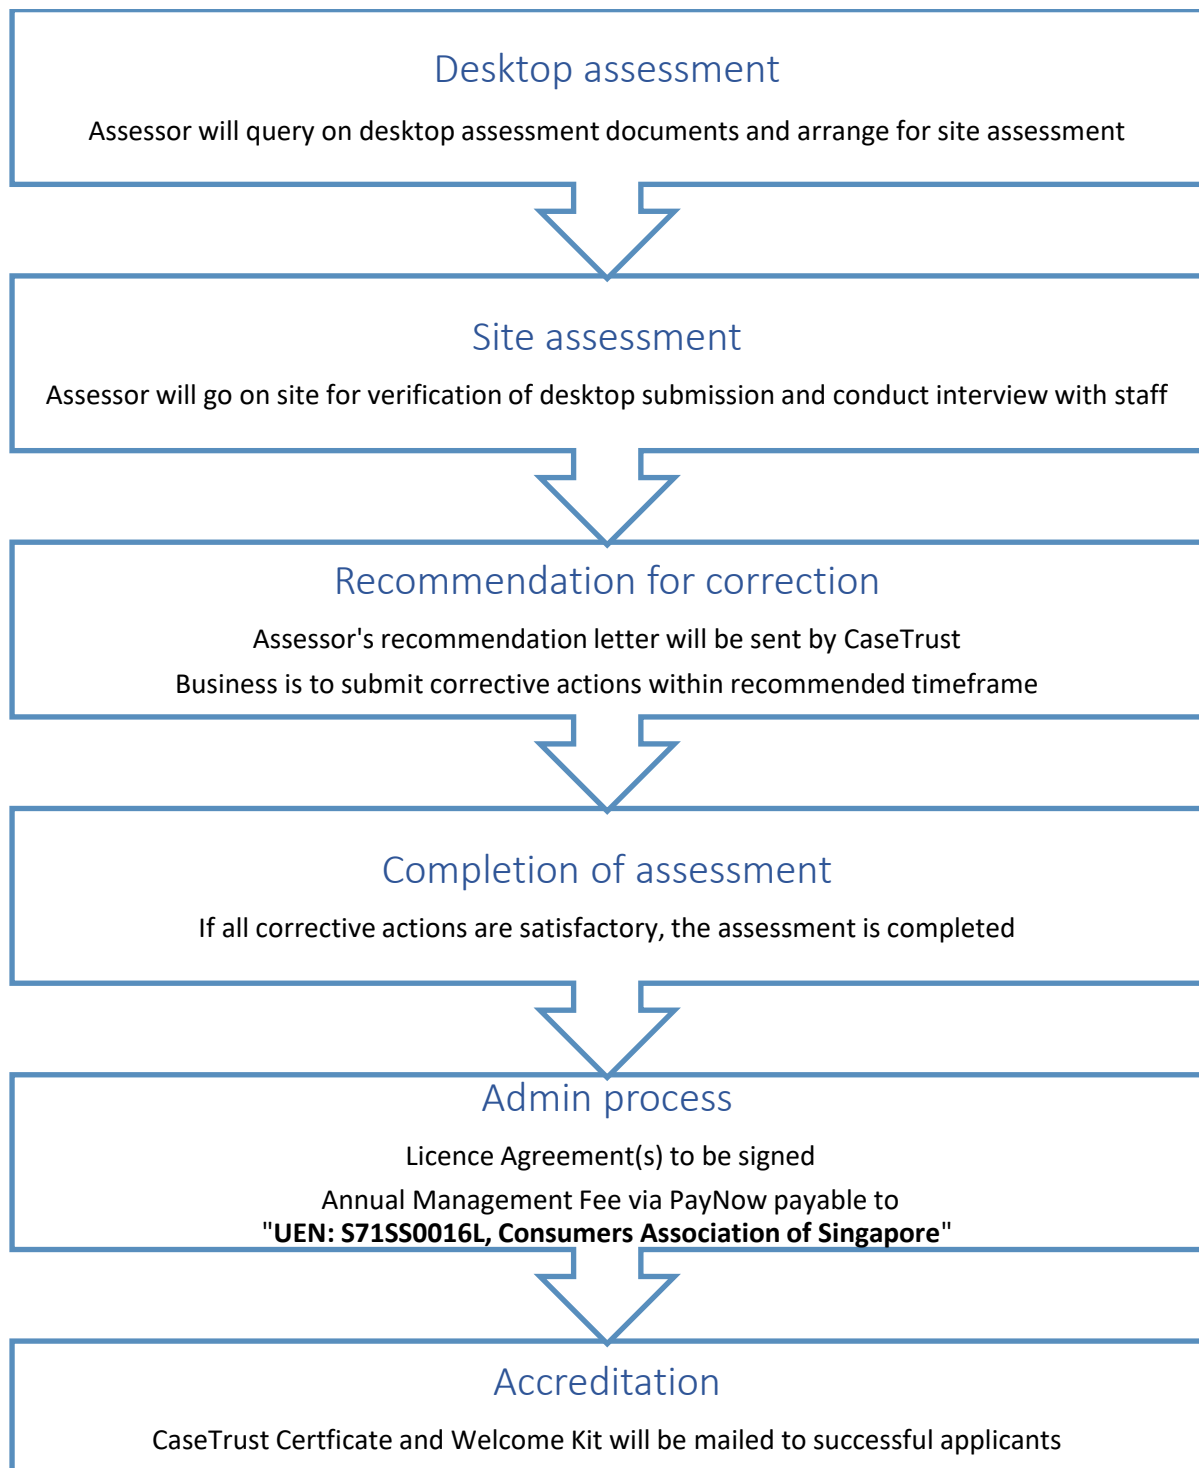 Desktop assessment
Assessor will query on desktop assessment documents and arrange for site assessment
Site assessment
Assessor will go on site for verification of desktop submission and conduct interview with staff
Recommendation for correction
Assessor's recommendation letter will be sent by CaseTrust
Business is to submit corrective actions within recommended timeframe
Completion of assessment
If all corrective actions are satisfactory, the assessment is completed
Admin process
Licence Agreement(s) to be signed
Annual Management Fee via PayNow payable to
"UEN: S71SS0016L, Consumers Association of Singapore"
Accreditation
CaseTrust Certficate and Welcome Kit will be mailed to successful applicants